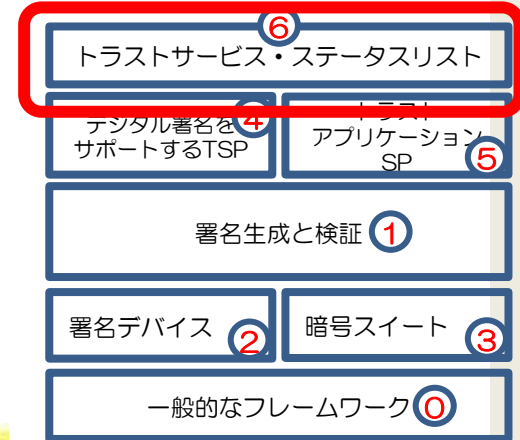 ⑥
トラストサービス・ステータスリスト
デジタル署名を④
サポートするTSP
トラスト
アプリケーション
SP ⑤
署名生成と検証 ①
署名デバイス ②
暗号スイート ③
一般的なフレームワーク ⓪